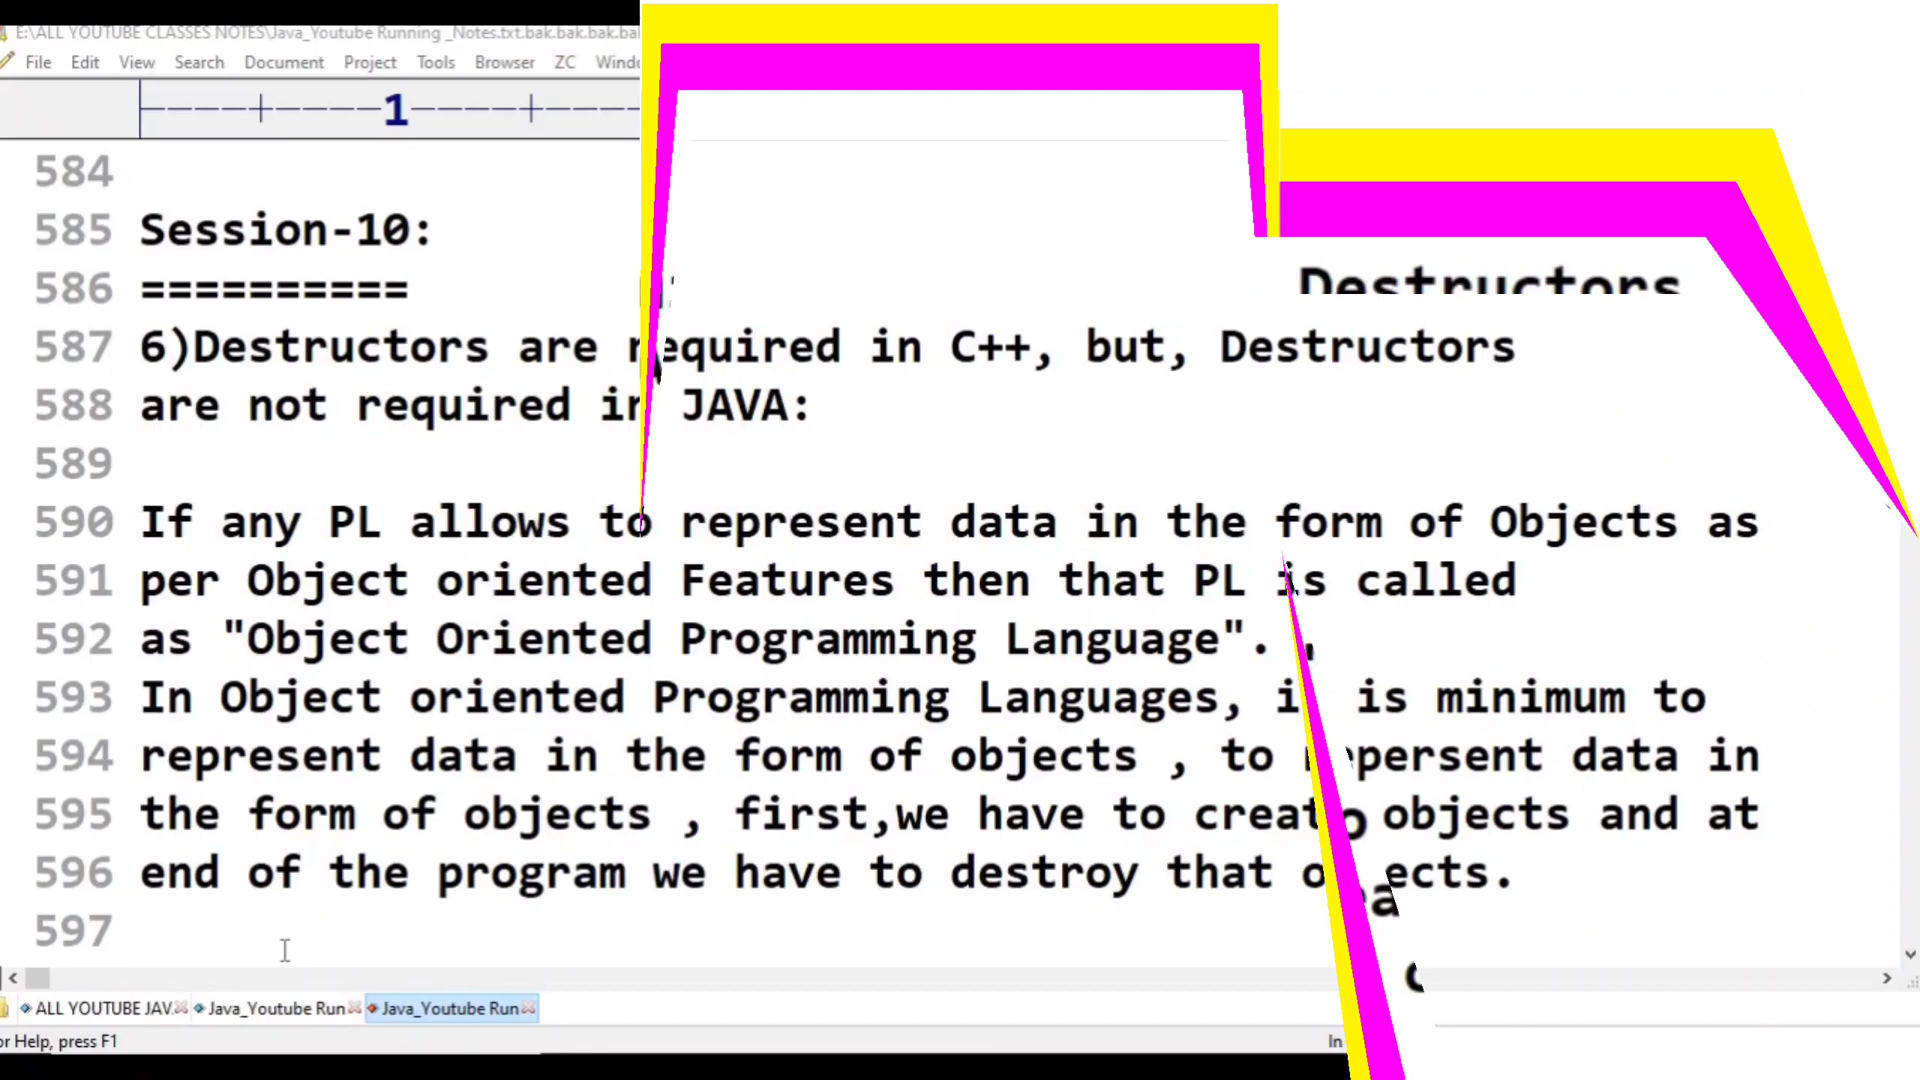 E:\ALL YOUTUBE CLASSES NOTES\Java_Youtube Running _Notes.txt.bak.bak.bak.bal
File Edit View Search Document Project Tools Browser ZC Windo
1
584
585 Session-10:
586 ==========
Destructors
587 6)Destructors are required in C++, but, Destructors
588 are not required in JAVA:
589
590 If any PL allows to represent data in the form of Objects as
591 per Object oriented Features then that PL is called
592 as "Object Oriented Programming Language".
593 In Object oriented Programming Languages, i is minimum to
594 represent data in the form of objects , to repersent data in
595 the form of objects , first,we have to create objects and at
596 end of the program we have to destroy that objects.
597
ALL YOUTUBE JAV Java_Youtube Run Java_Youtube Run
or Help, press F1
In